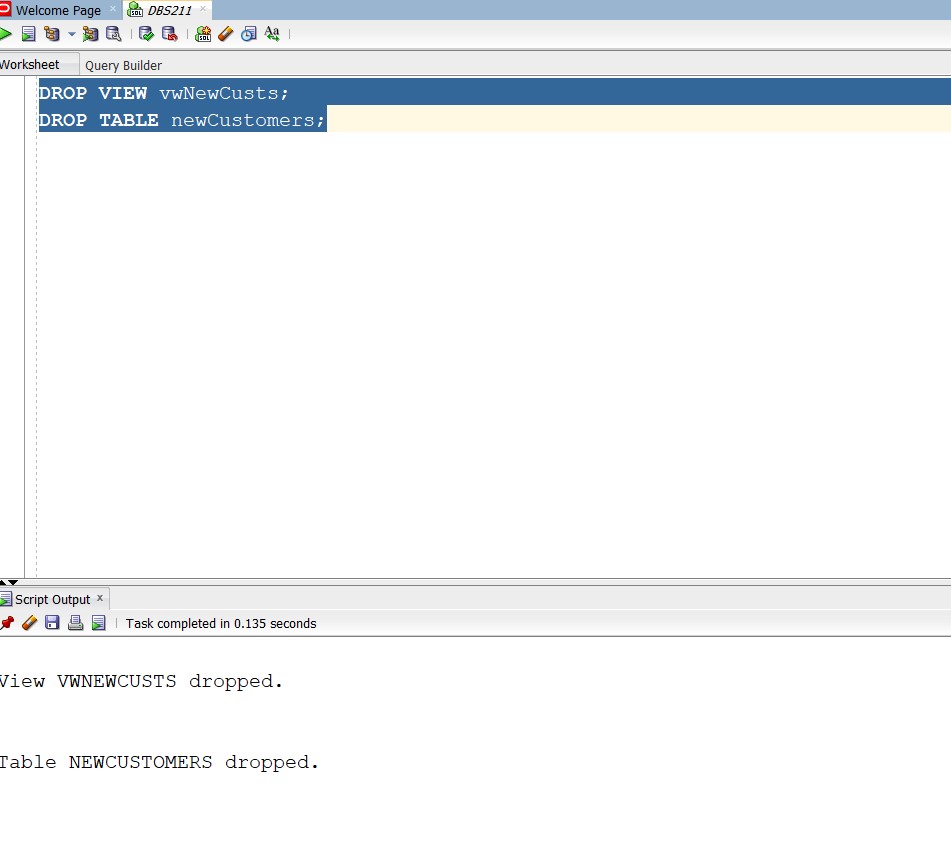 Welcome Page
DBS211
Worksheet
Query Builder
DROP VIEW vwNewCusts;
DROP TABLE newCustomers;
Script Output
Task completed in 0.135 seconds
View VWNEWCUSTS dropped.
Table NEWCUSTOMERS dropped.